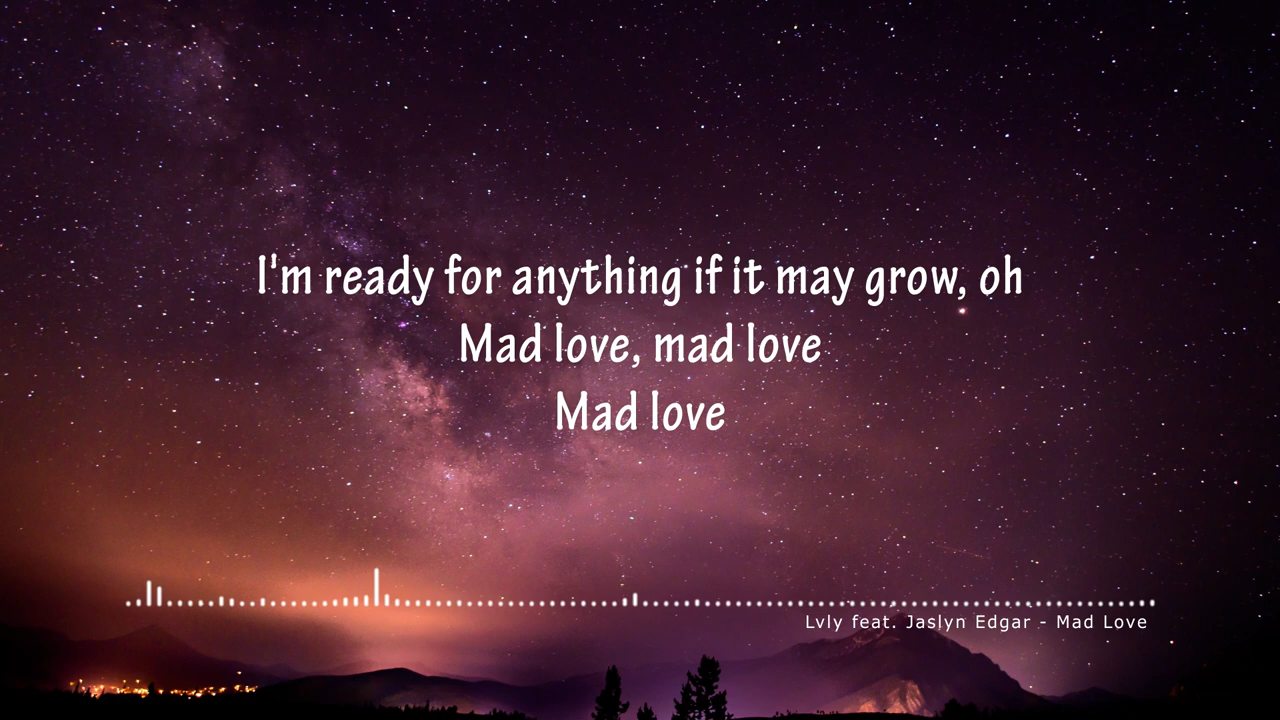 I'm ready for anything if it may grow, oh
Mad love, mad love
Mad love
Lvly feat. Jaslyn Edgar - Mad Love